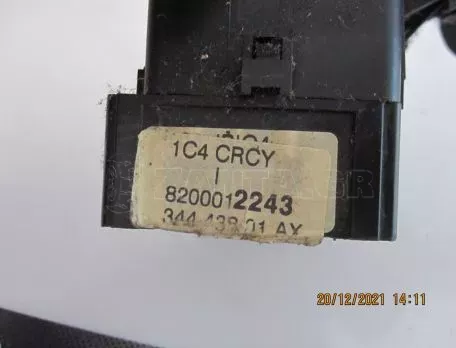 1C4 CRCY
I
8200012243
344 438 01 AX
20/12/2021 14:11